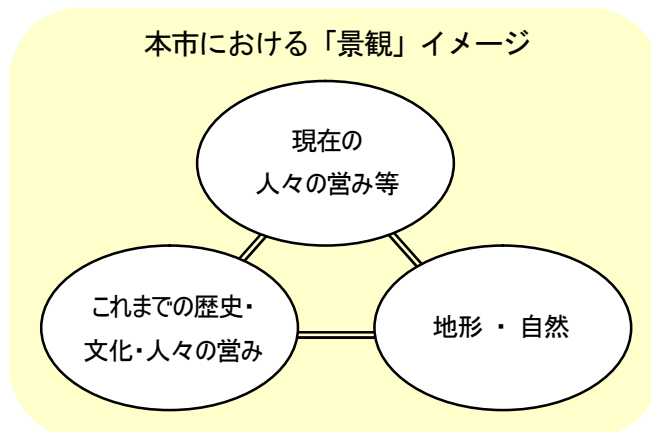 本市における「景観」イメージ
現在の
人々の営み等
これまでの歴史・
文化・人々の営み
地形 ・ 自然